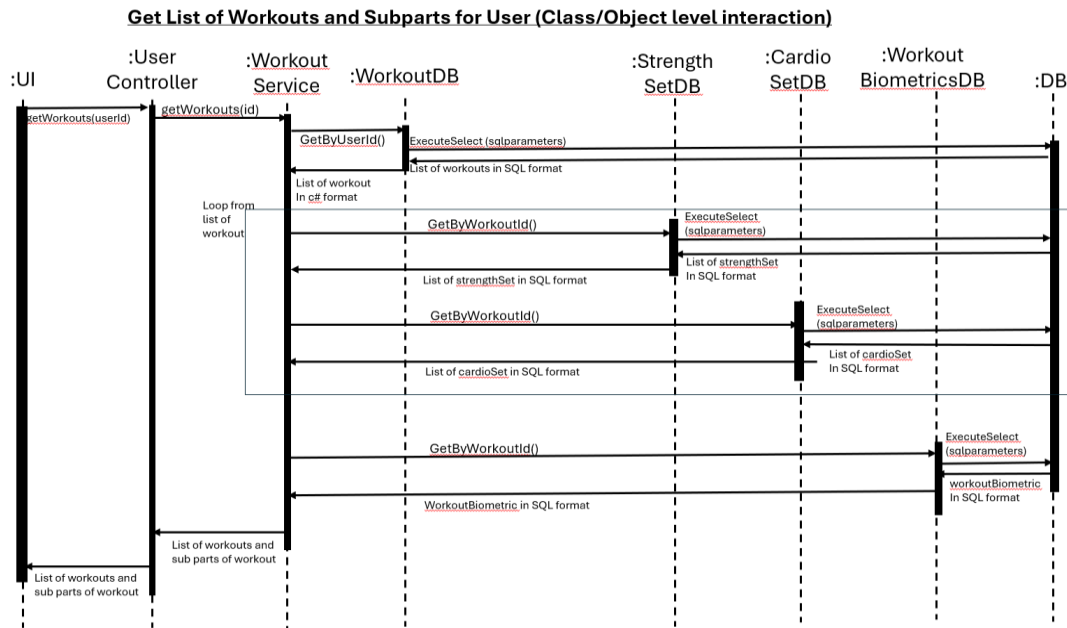 Get List of Workouts and Subparts for User (Class/Object level interaction)
:UI
:User
Controller
:Workout
Service
:WorkoutDB
:Strength
SetDB
:Cardio
SetDB
:Workout
BiometricsDB
:DB
getWorkouts(userId)
getWorkouts(id)
GetByUserId()
ExecuteSelect (sqlparameters)
List of workouts in SQL format
List of workout
In c# format
Loop from
list of
workout
GetByWorkoutId()
ExecuteSelect
(sqlparameters)
List of strengthSet
In SQL format
List of strengthSet in SQL format
GetByWorkoutId()
ExecuteSelect
(sqlparameters)
List of cardioSet
In SQL format
List of cardioSet in SQL format
GetByWorkoutId()
ExecuteSelect
(sqlparameters)
workoutBiometric
In SQL format
WorkoutBiometric in SQL format
List of workouts and
sub parts of workout
List of workouts and
sub parts of workout